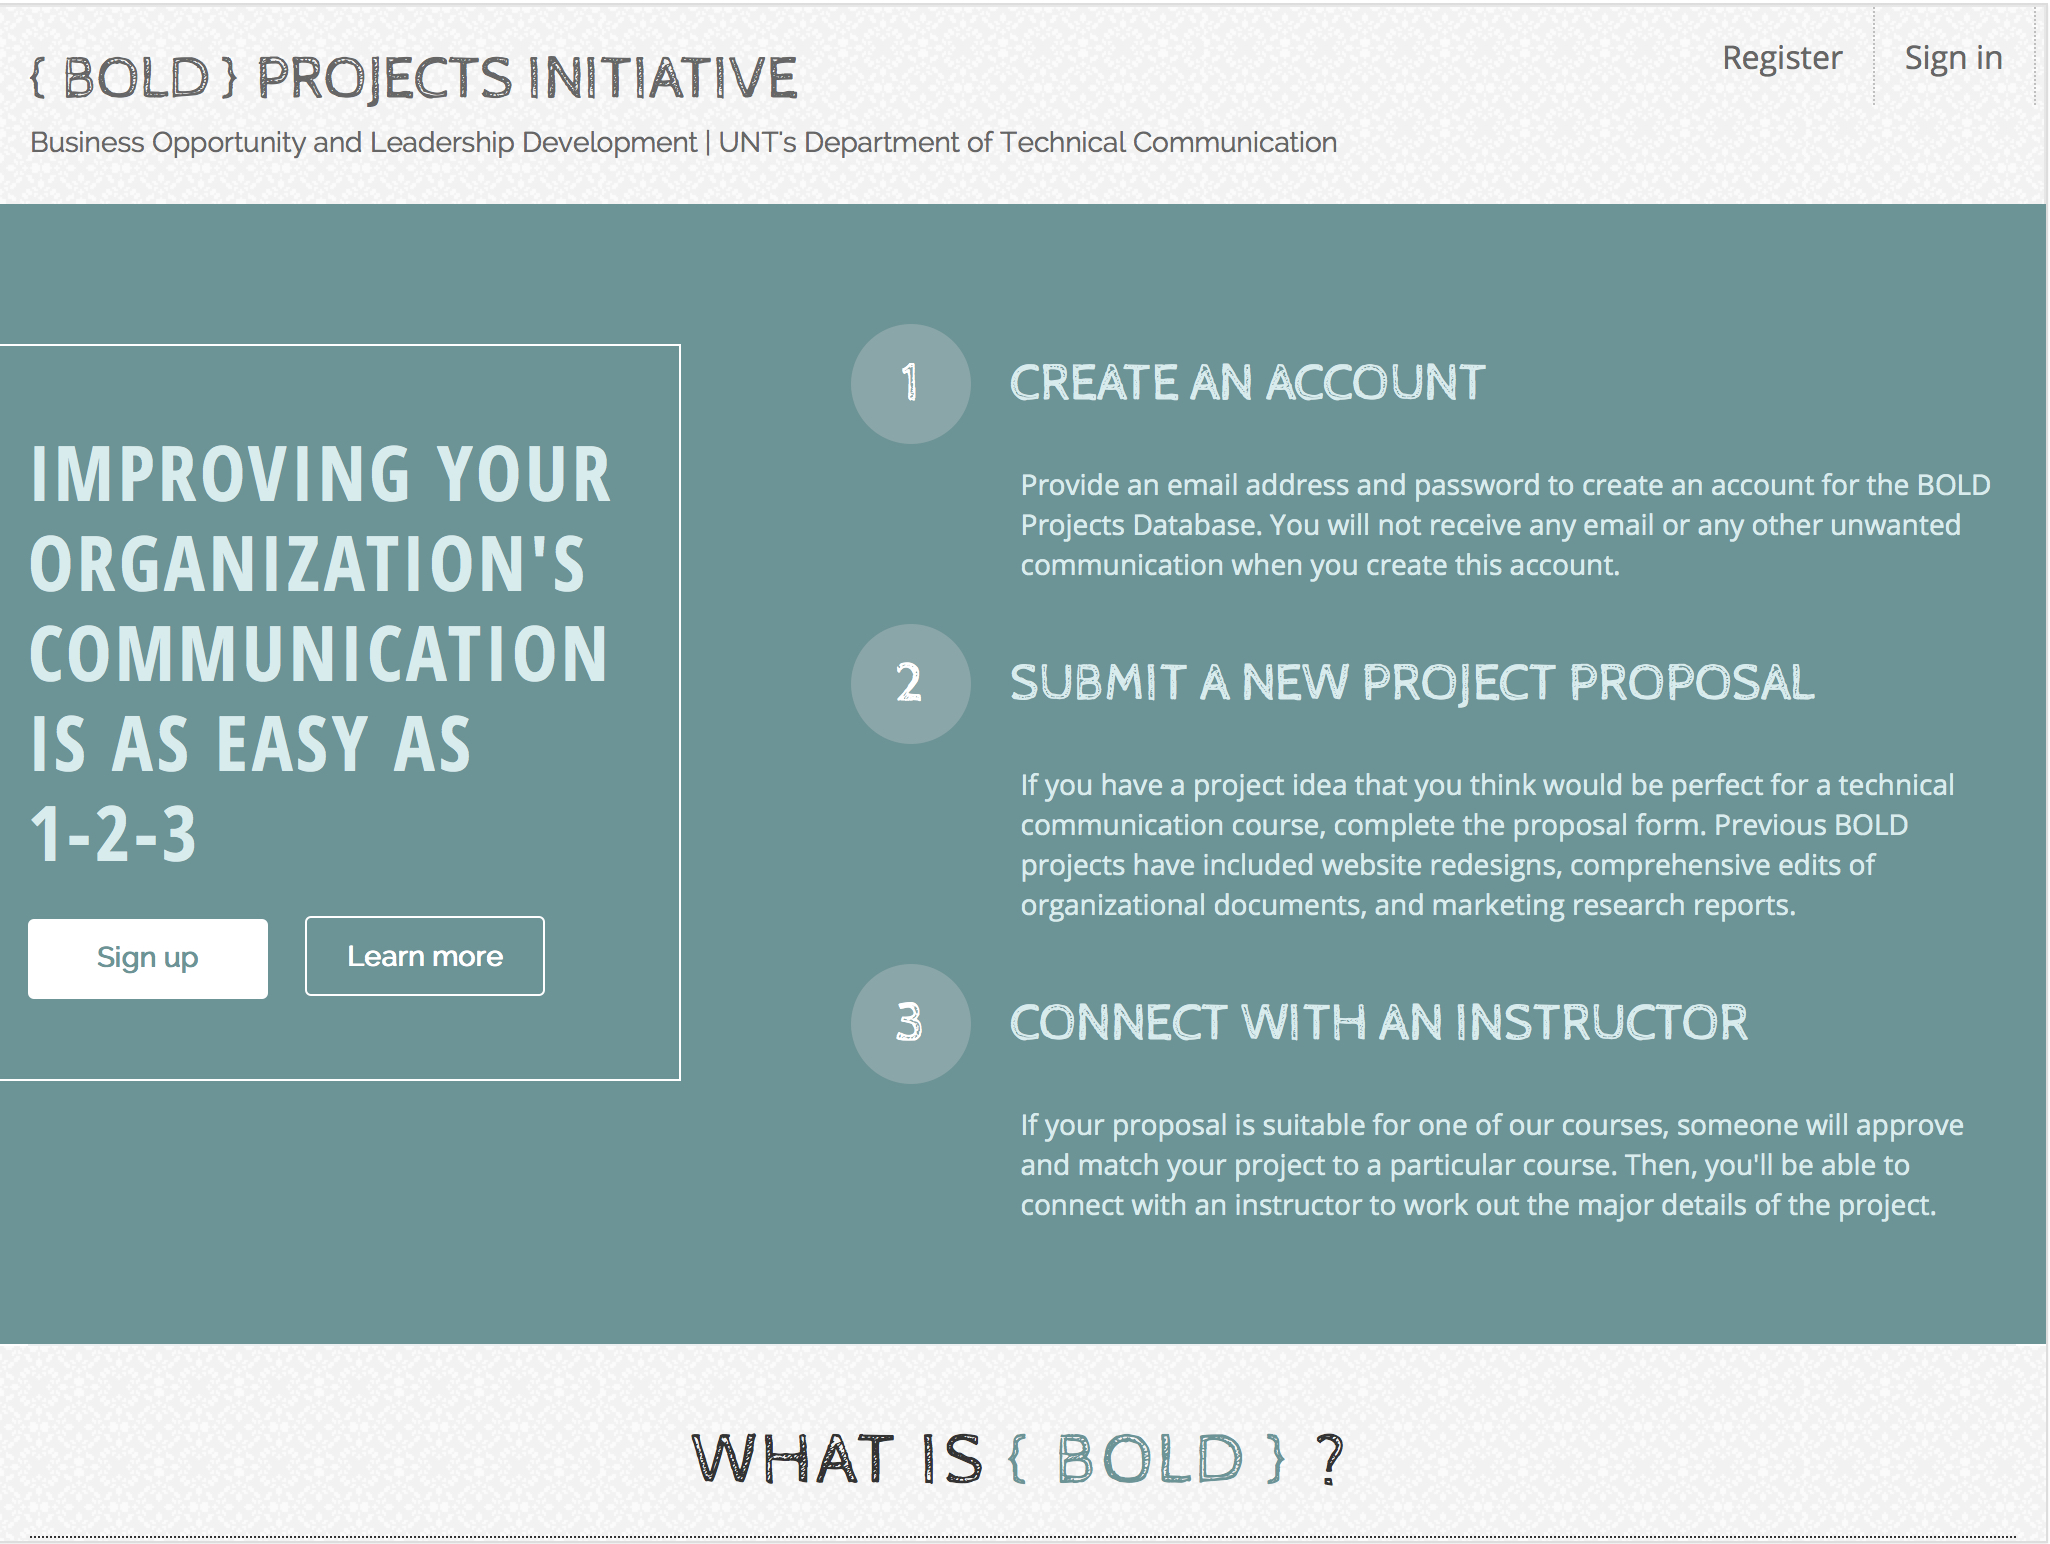 { BOLD } PROJECTS INITIATIVE
Register
Sign in
Business Opportunity and Leadership Development | UNT's Department of Technical Communication
IMPROVING YOUR
ORGANIZATION'S
COMMUNICATION
IS AS EASY AS
1-2-3
Sign up
Learn more
1
CREATE AN ACCOUNT
Provide an email address and password to create an account for the BOLD
Projects Database. You will not receive any email or any other unwanted
communication when you create this account.
2
SUBMIT A NEW PROJECT PROPOSAL
If you have a project idea that you think would be perfect for a technical
communication course, complete the proposal form. Previous BOLD
projects have included website redesigns, comprehensive edits of
organizational documents, and marketing research reports.
3
CONNECT WITH AN INSTRUCTOR
If your proposal is suitable for one of our courses, someone will approve
and match your project to a particular course. Then, you'll be able to
connect with an instructor to work out the major details of the project.
WHAT IS { BOLD } ?